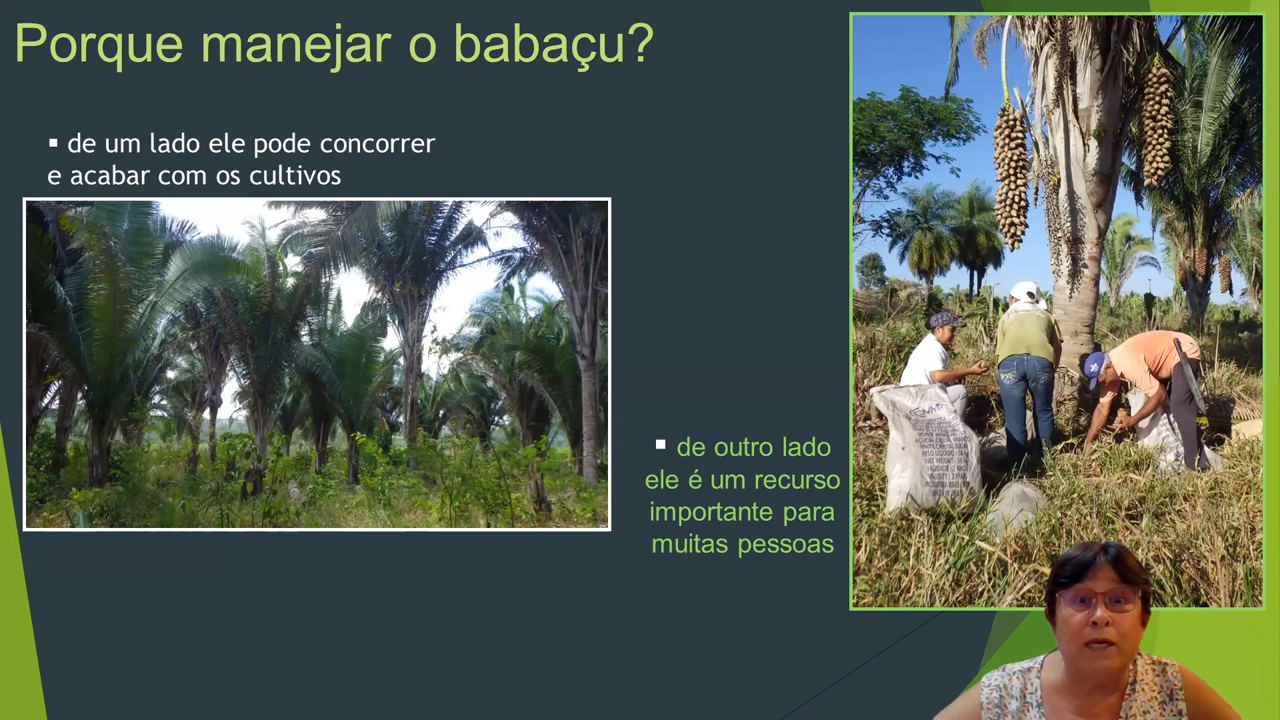 Porque manejar o babaçu?
▪ de um lado ele pode concorrer
e acabar com os cultivos
▪ de outro lado
ele é um recurso
importante para
muitas pessoas